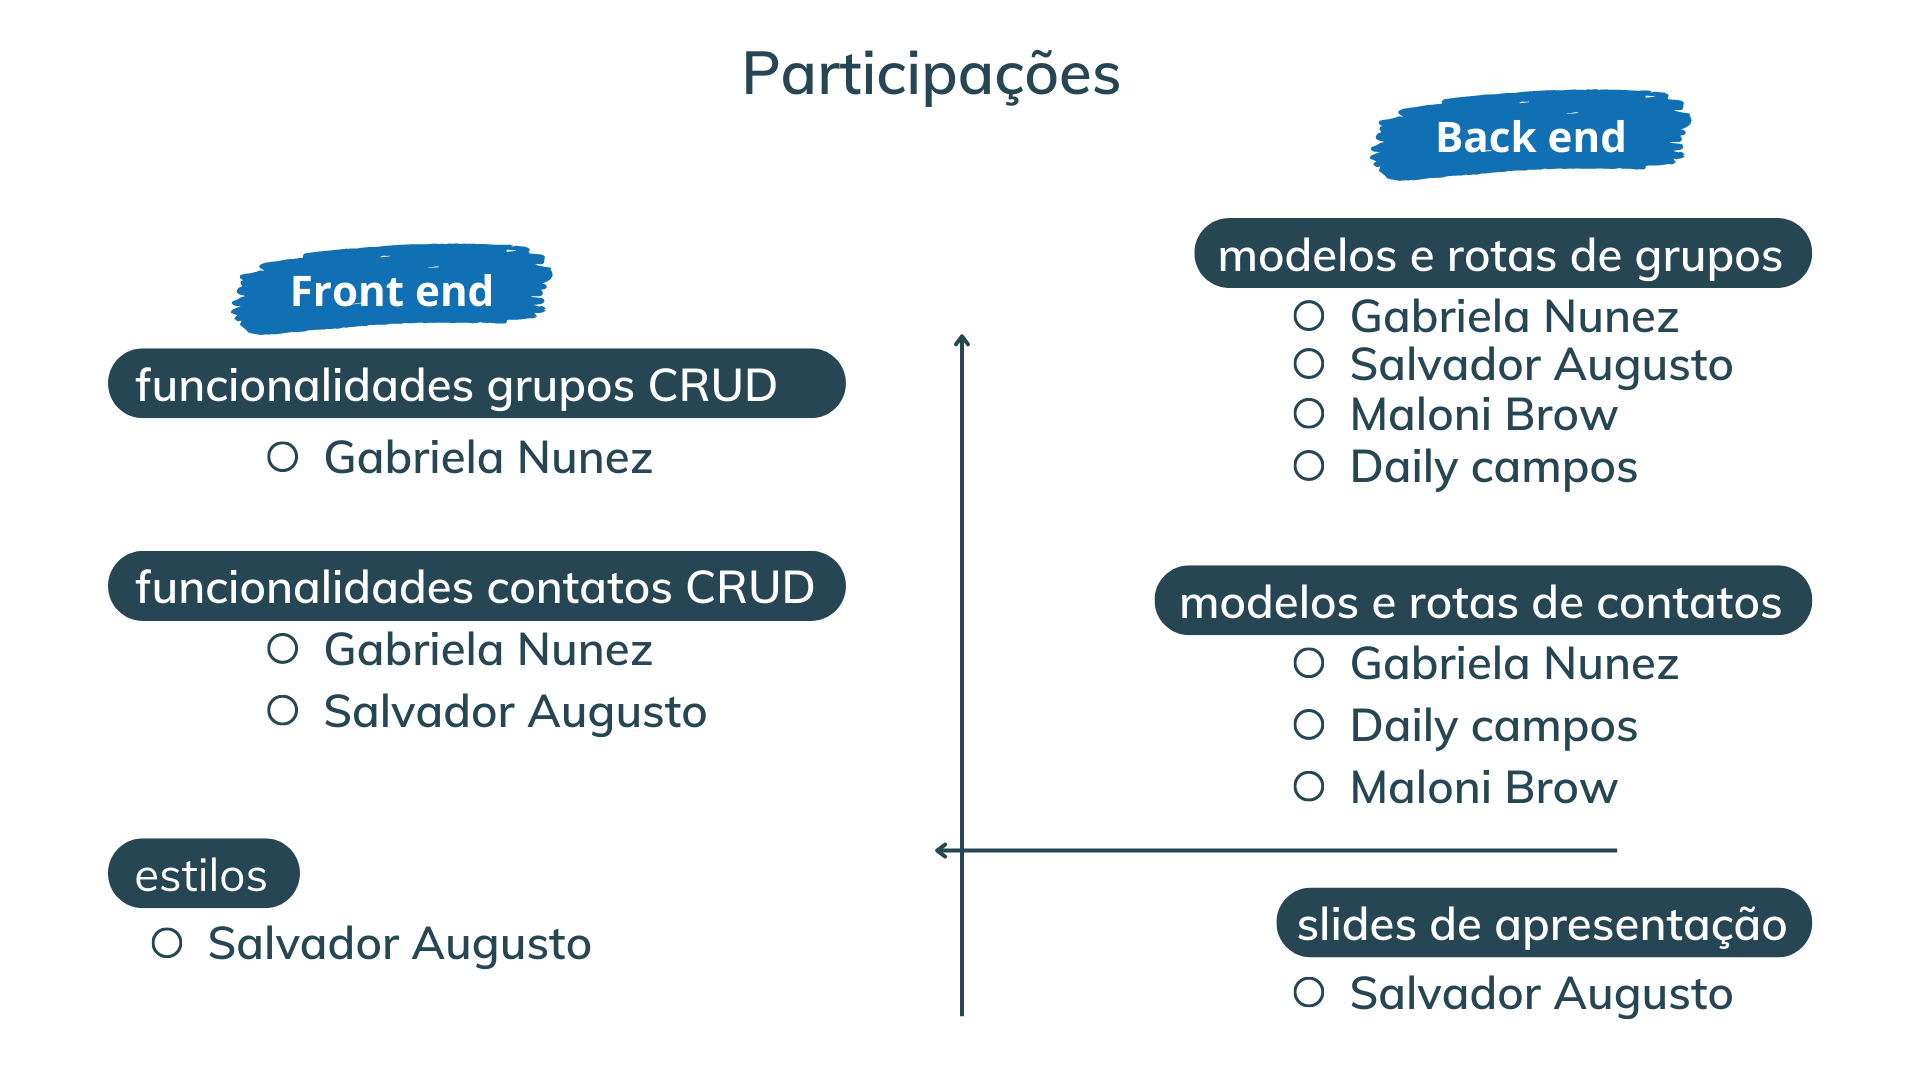 Participações
Front end
funcionalidades grupos CRUD
Gabriela Nunez
funcionalidades contatos CRUD
Gabriela Nunez
Salvador Augusto
estilos
Salvador Augusto
Back end
modelos e rotas de grupos
Gabriela Nunez
Salvador Augusto
Maloni Brow
Daily campos
modelos e rotas de contatos
Gabriela Nunez
Daily campos
Maloni Brow
slides de apresentação
Salvador Augusto